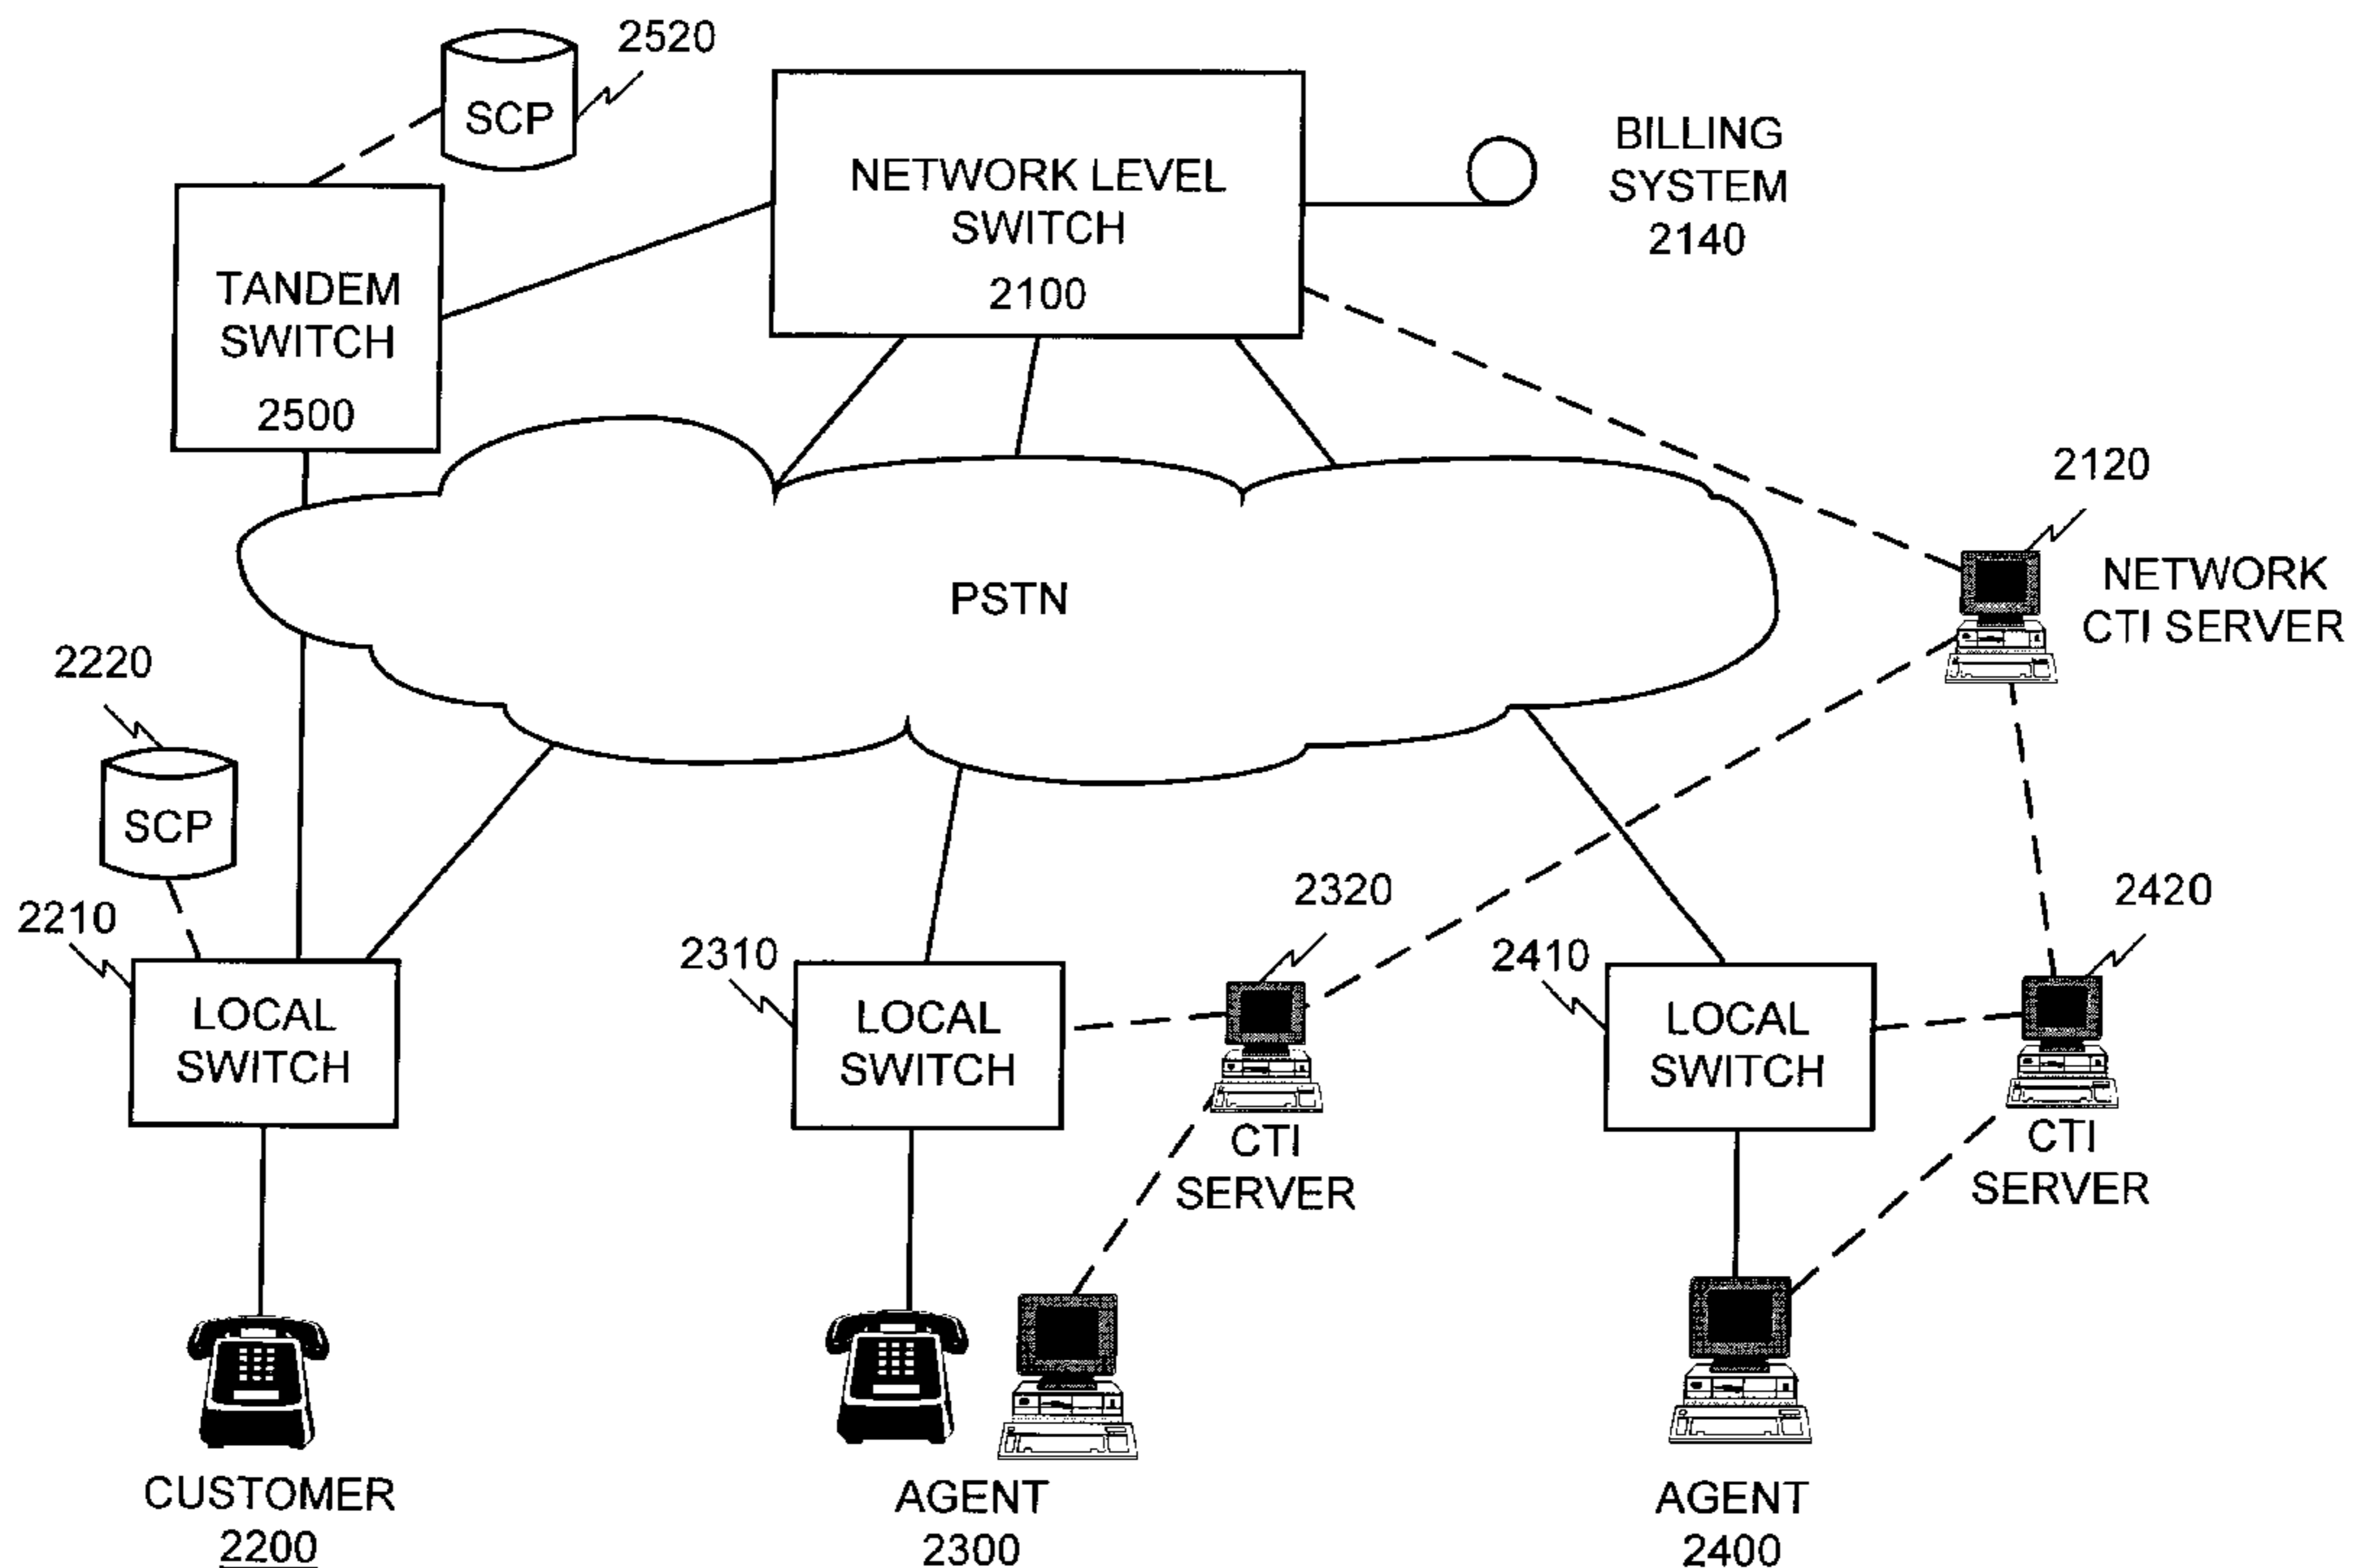 2520
SCP
NETWORK LEVEL
SWITCH
2100
BILLING
SYSTEM
2140
TANDEM
SWITCH
2500
2120
NETWORK
CTI SERVER
PSTN
2220
SCP
2210
LOCAL
SWITCH
2310
LOCAL
SWITCH
2320
CTI
SERVER
2410
LOCAL
SWITCH
2420
CTI
SERVER
CUSTOMER
2200
AGENT
2300
AGENT
2400